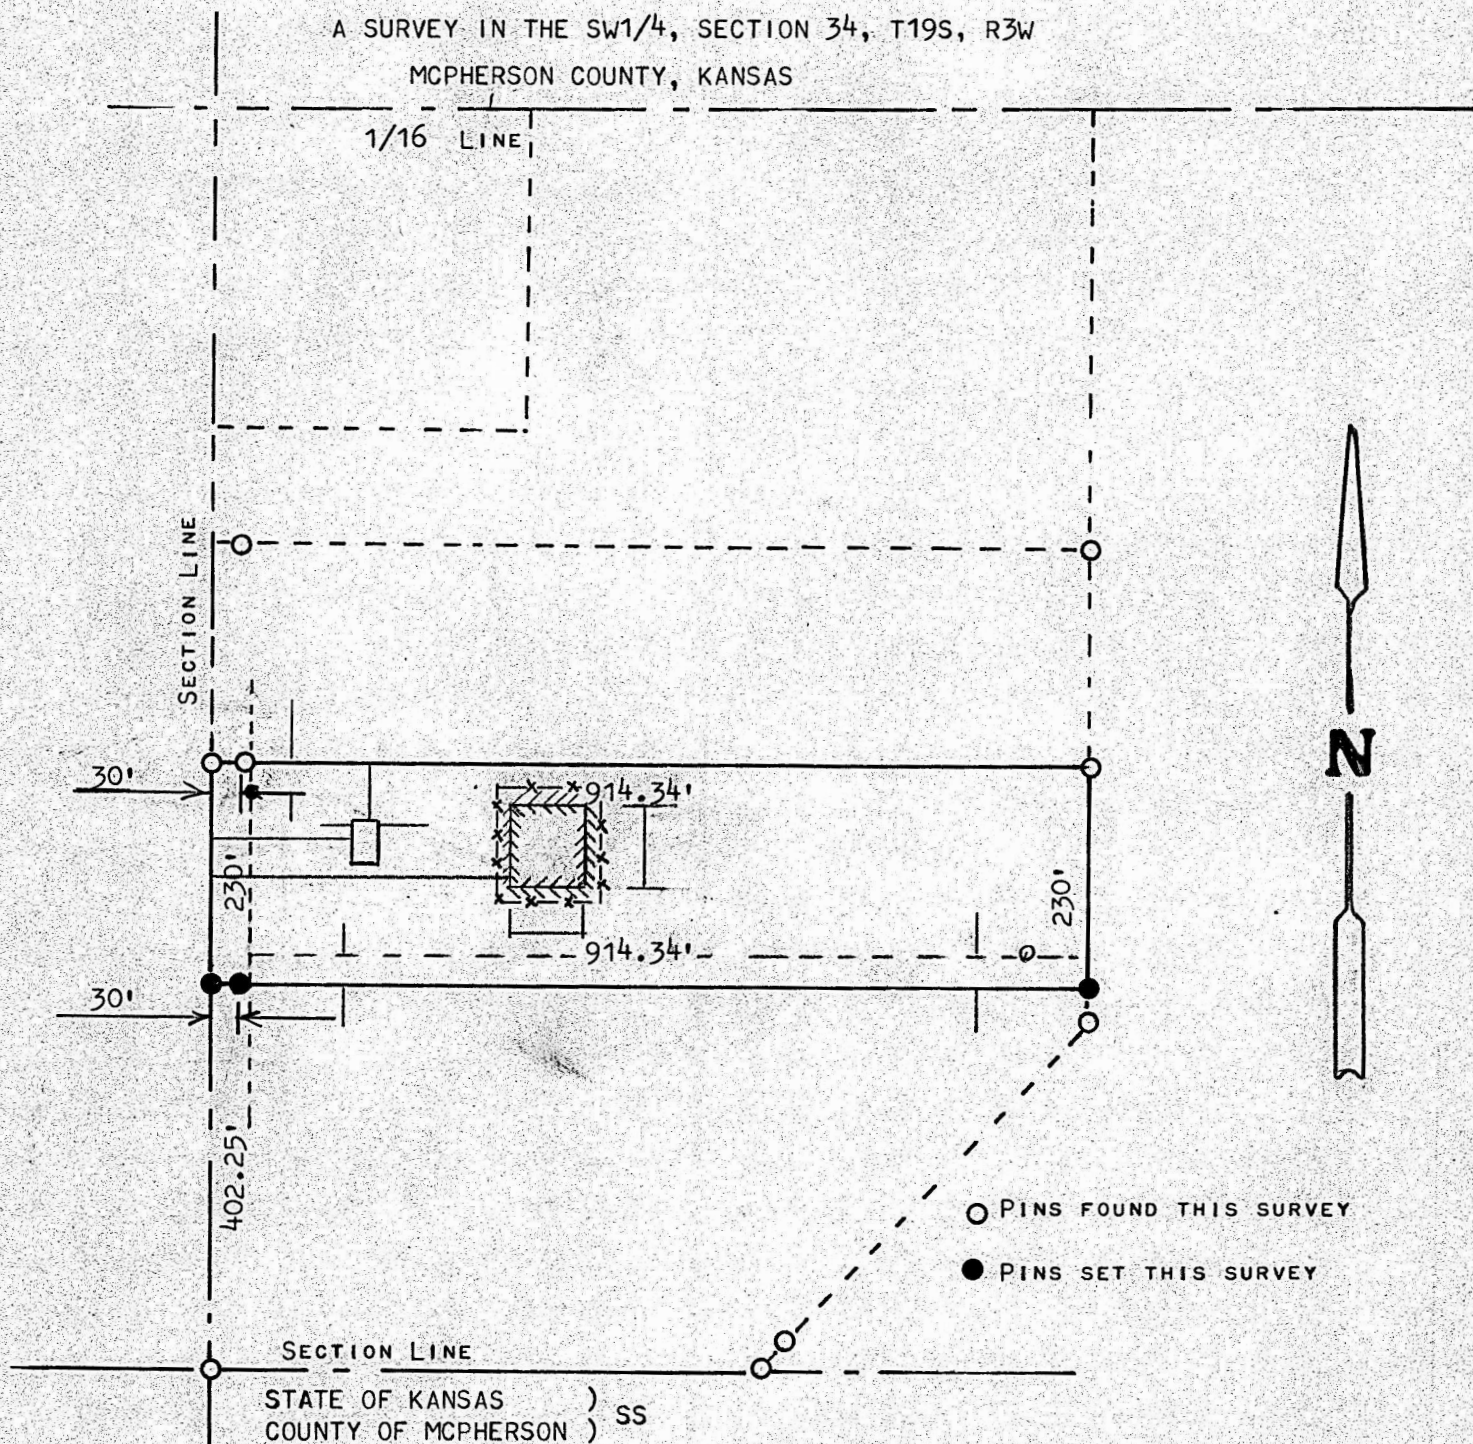 A SURVEY IN THE SW1/4, SECTION 34, T19S, R3W
MCPHERSON COUNTY, KANSAS
1/16 LINE
SECTION LINE
30'
914.34'
230'
230'
N
914.34'
30'
402.25'
PINS FOUND THIS SURVEY
PINS SET THIS SURVEY
SECTION LINE
STATE OF KANSAS )
SS
COUNTY OF MCPHERSON )